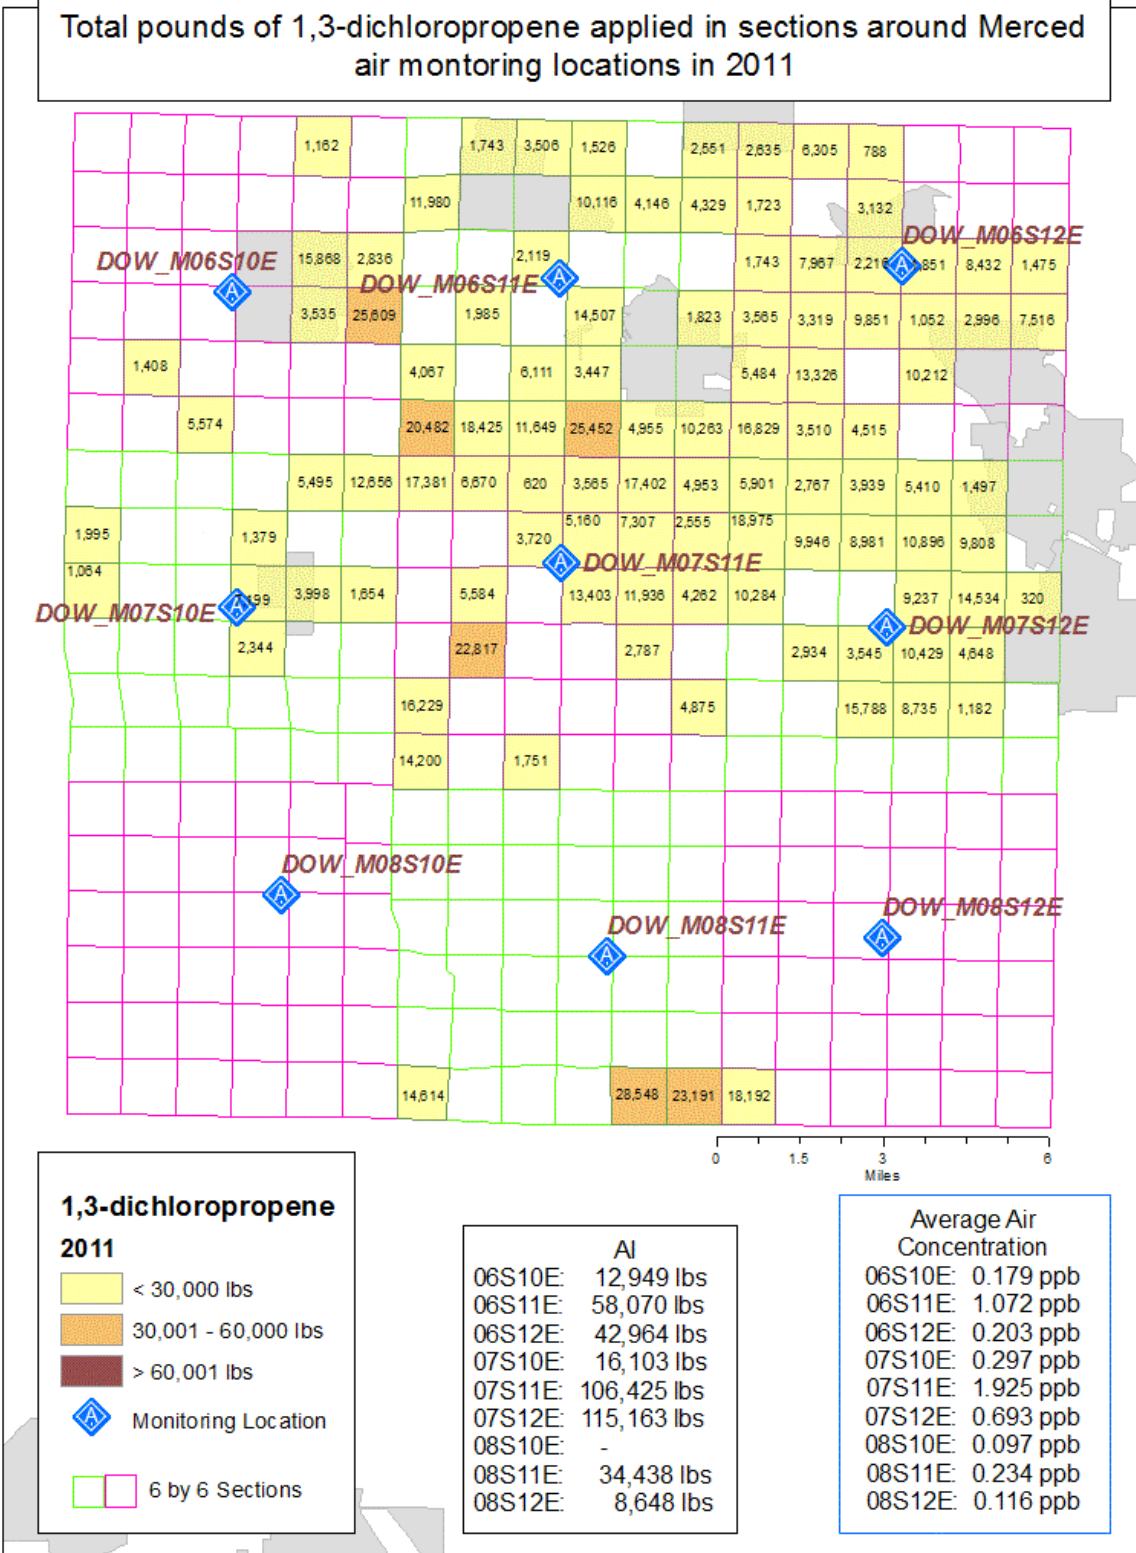 Total pounds of 1,3-dichloropropene applied in sections around Merced
air montoring locations in 2011
1,162 1,743 3,506 1,526 2,551 2,635 6,305 788
11,980 10,116 4,146 4,329 1,723 3,132
DOW_M06S12E
DOW_M06S10E 15,868 2,836 2,119 1,743 7,967 2,216 1,851 8,432 1,475
DOW_M06S11E
3,535 25,609 1,985 14,507 1,823 3,565 3,319 9,851 1,052 2,996 7,516
1,408 4,067 6,111 3,447 5,484 13,326 10,212
5,574 20,482 18,425 11,649 25,452 4,955 10,263 16,829 3,510 4,515
5,495 12,656 17,381 6,670 620 3,565 17,402 4,953 5,901 2,767 3,939 5,410 1,497
5,160 7,307 2,555 18,975
1,995 1,379 3,720 9,946 8,981 10,896 9,808
DOW_M07S11E
1,064
7,199 3,998 1,654 5,584 13,403 11,936 4,262 10,284 9,237 14,534 320
DOW_M07S10E
DOW_M07S12E
2,344 22,817 2,787 2,934 3,545 10,429 4,648
16,229 4,875 15,788 8,735 1,182
14,200 1,751
DOW_M08S10E
DOW_M08S12E
DOW_M08S11E
14,614 28,548 23,191 18,192
0 1.5 3 6
Miles
1,3-dichloropropene
2011
< 30,000 lbs
30,001 - 60,000 lbs
> 60,001 lbs
Monitoring Location
6 by 6 Sections
AI
06S10E: 12,949 lbs
06S11E: 58,070 lbs
06S12E: 42,964 lbs
07S10E: 16,103 lbs
07S11E: 106,425 lbs
07S12E: 115,163 lbs
08S10E: -
08S11E: 34,438 lbs
08S12E: 8,648 lbs
Average Air
Concentration
06S10E: 0.179 ppb
06S11E: 1.072 ppb
06S12E: 0.203 ppb
07S10E: 0.297 ppb
07S11E: 1.925 ppb
07S12E: 0.693 ppb
08S10E: 0.097 ppb
08S11E: 0.234 ppb
08S12E: 0.116 ppb